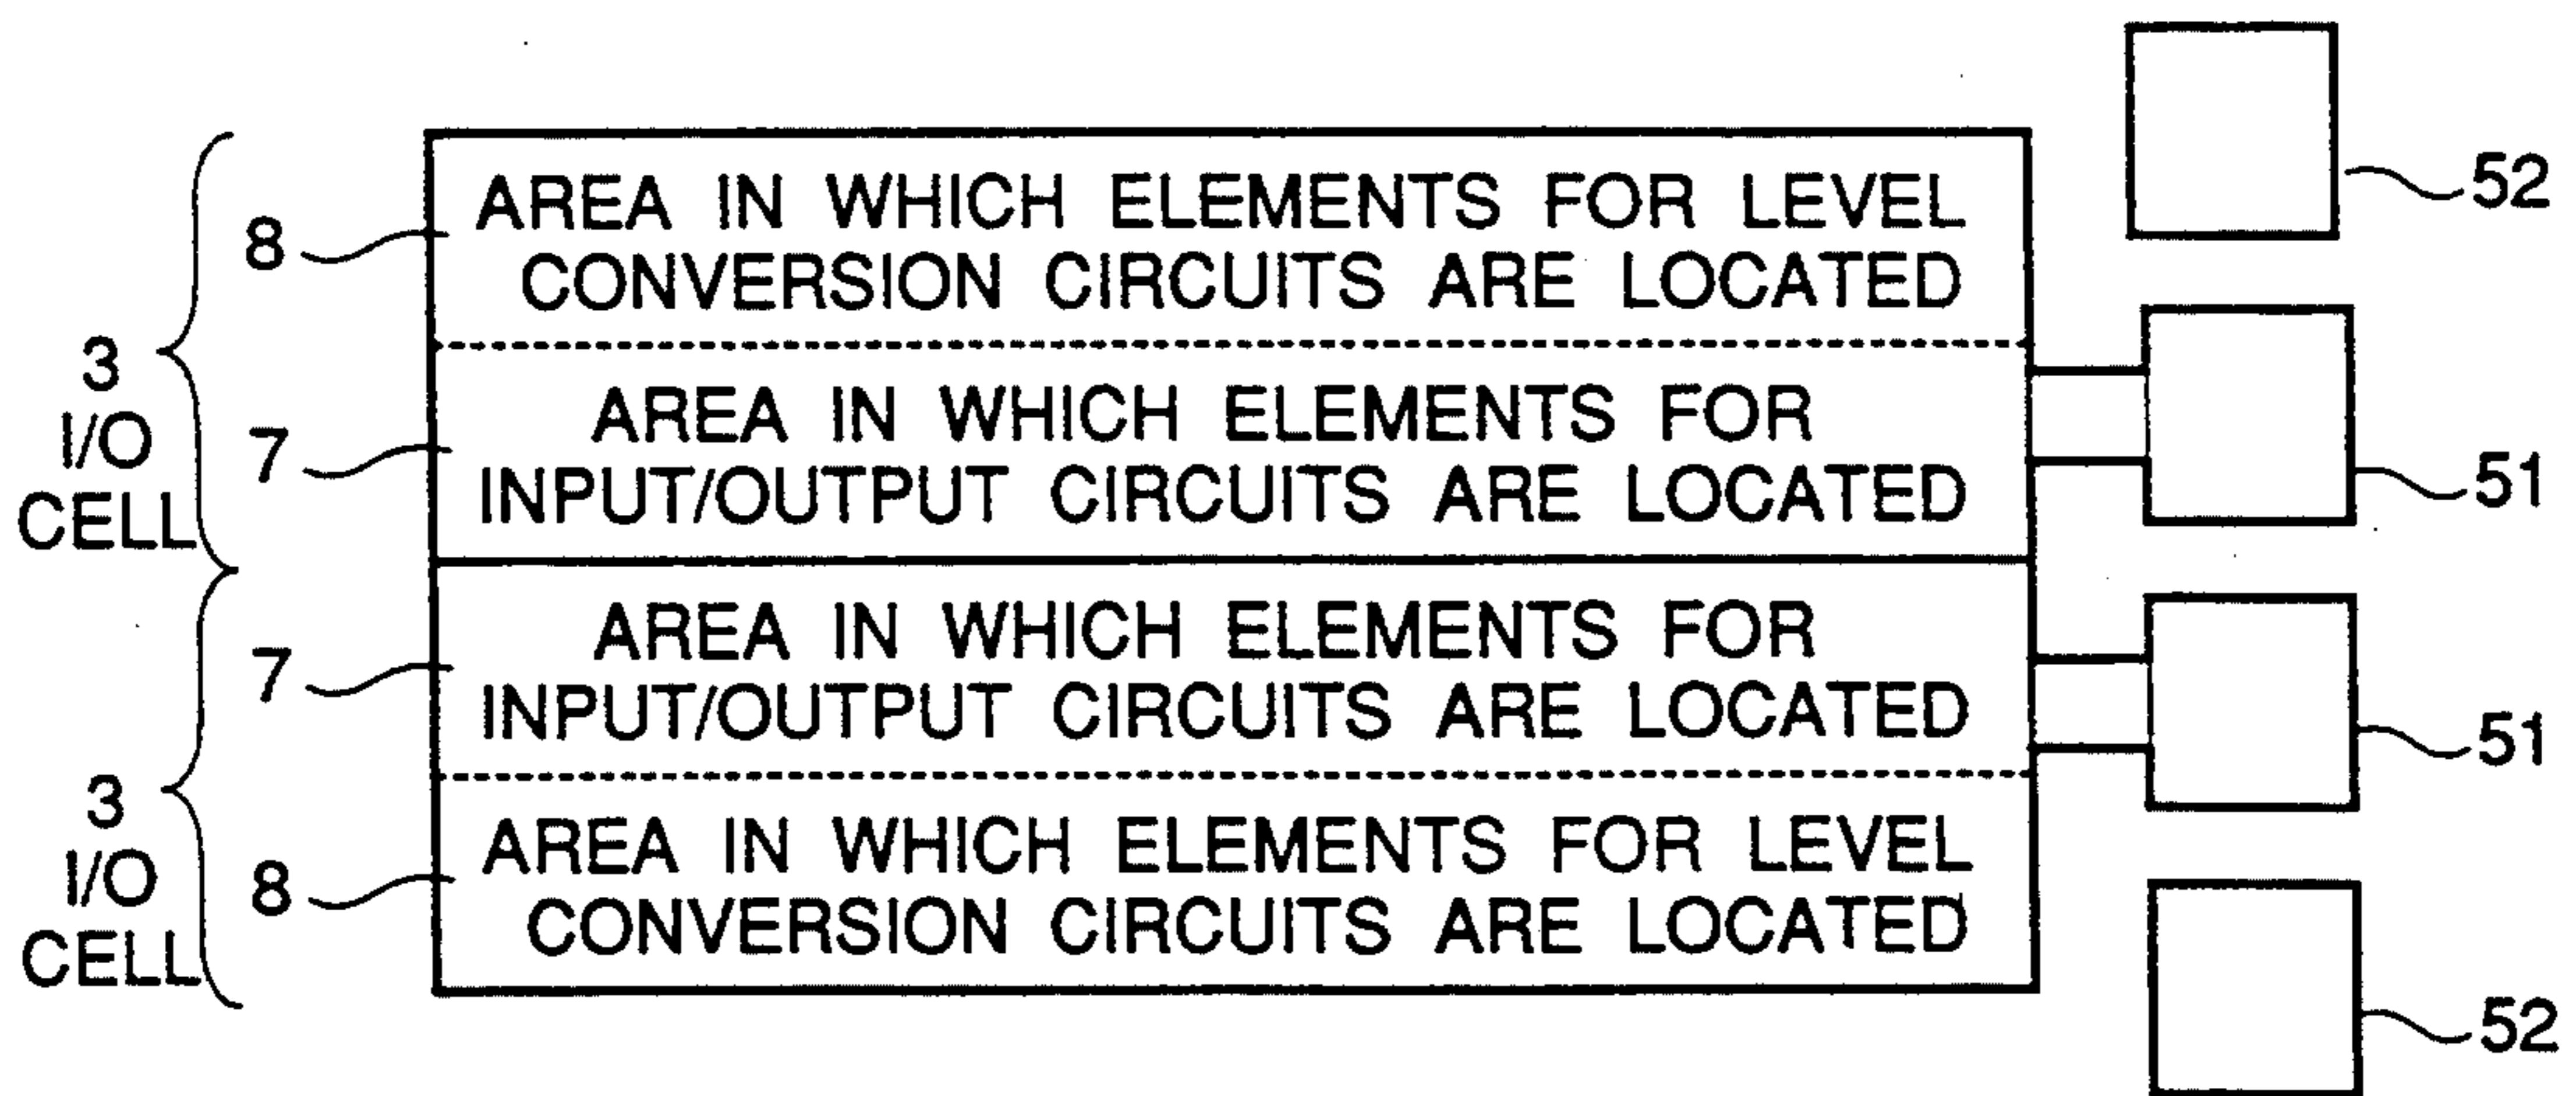 52
AREA IN WHICH ELEMENTS FOR LEVEL
CONVERSION CIRCUITS ARE LOCATED
8
3
I/O
CELL
AREA IN WHICH ELEMENTS FOR
INPUT/OUTPUT CIRCUITS ARE LOCATED
7
51
AREA IN WHICH ELEMENTS FOR
INPUT/OUTPUT CIRCUITS ARE LOCATED
7
51
3
I/O
CELL
AREA IN WHICH ELEMENTS FOR LEVEL
CONVERSION CIRCUITS ARE LOCATED
8
52